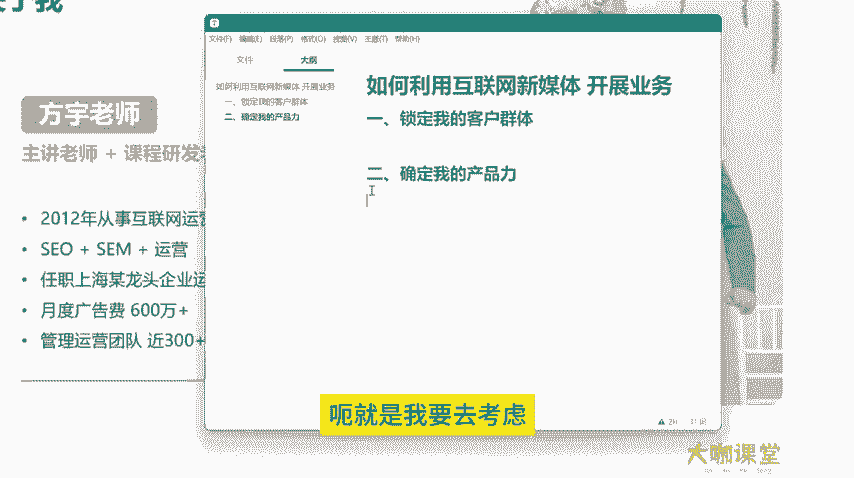 关于我
方宇老师
主讲老师 + 课程研发
• 2012年从事互联网运营
• SEO + SEM + 运营
• 任职上海某龙头企业运
• 月度广告费 600万+
• 管理运营团队 近300+
文件(F) 编辑(E) 段落(P) 格式(O) 视图(V) 主题(T) 帮助(H)
文件 大纲
如何利用互联网新媒体 开展业务
一、锁定我的客户群体
二、确定我的产品力
如何利用互联网新媒体 开展业务
一、锁定我的客户群体
二、确定我的产品力
呃就是我要去考虑
大咖课堂